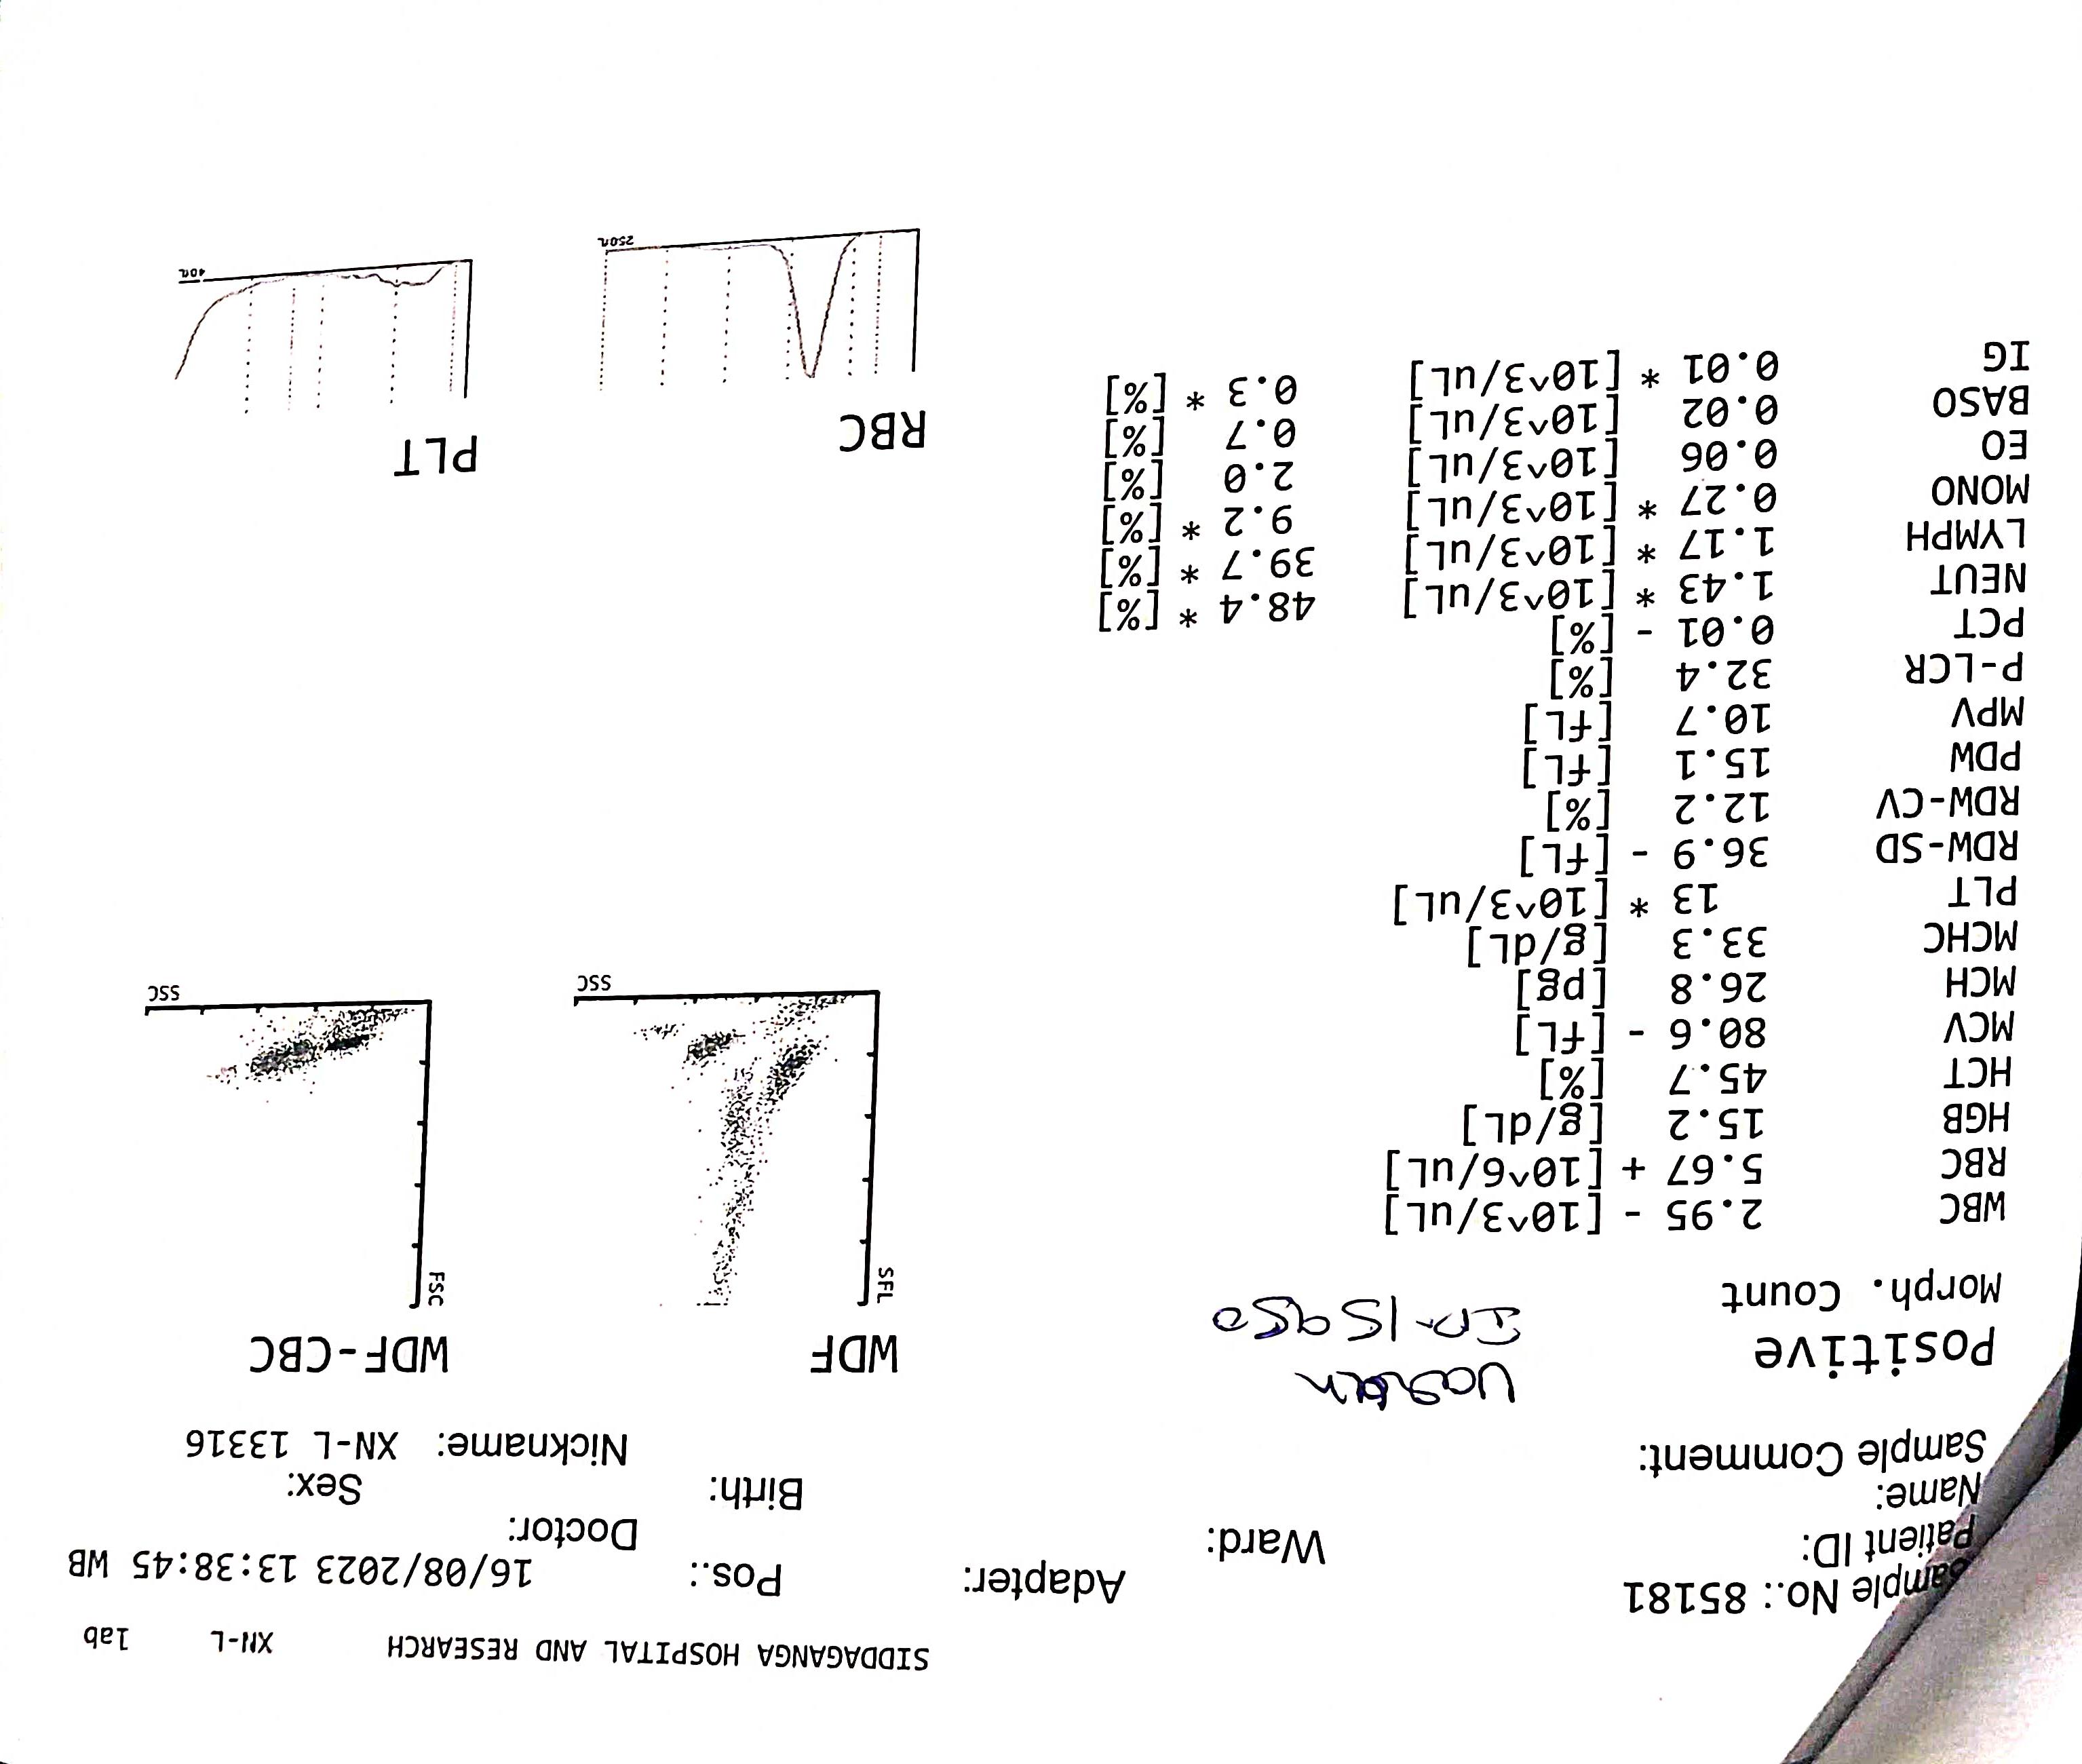 SIDDAGANGA HOSPITAL AND RESEARCH XN-L lab
Sample No.: 85181 Adapter: Pos.: 16/08/2023 13:38:45 WB
Patient ID: Ward: Doctor:
Name: Birth: Sex:
Sample Comment: Nickname: XN-L 13316
Positive
Morph. Count
ID-15950
WDF WDF-CBC
SFL FSC
SSC SSC
WBC 2.95 - [10^3/uL]
RBC 5.67 + [10^6/uL]
HGB 15.2 [g/dL]
HCT 45.7 [%]
MCV 80.6 - [fL]
MCH 26.8 [pg]
MCHC 33.3 [g/dL]
PLT 13 * [10^3/uL]
RDW-SD 36.9 - [fL]
RDW-CV 12.2 [%]
PDW 15.1 [fL]
MPV 10.7 [fL]
P-LCR 32.4 [%]
PCT 0.01 - [%]
NEUT 1.43 * [10^3/uL] 48.4 * [%]
LYMPH 1.17 * [10^3/uL] 39.7 * [%]
MONO 0.27 * [10^3/uL] 9.2 * [%]
EO 0.06 [10^3/uL] 2.0 [%]
BASO 0.02 [10^3/uL] 0.7 [%]
IG 0.01 * [10^3/uL] 0.3 * [%]
RBC PLT
250fL 40fL